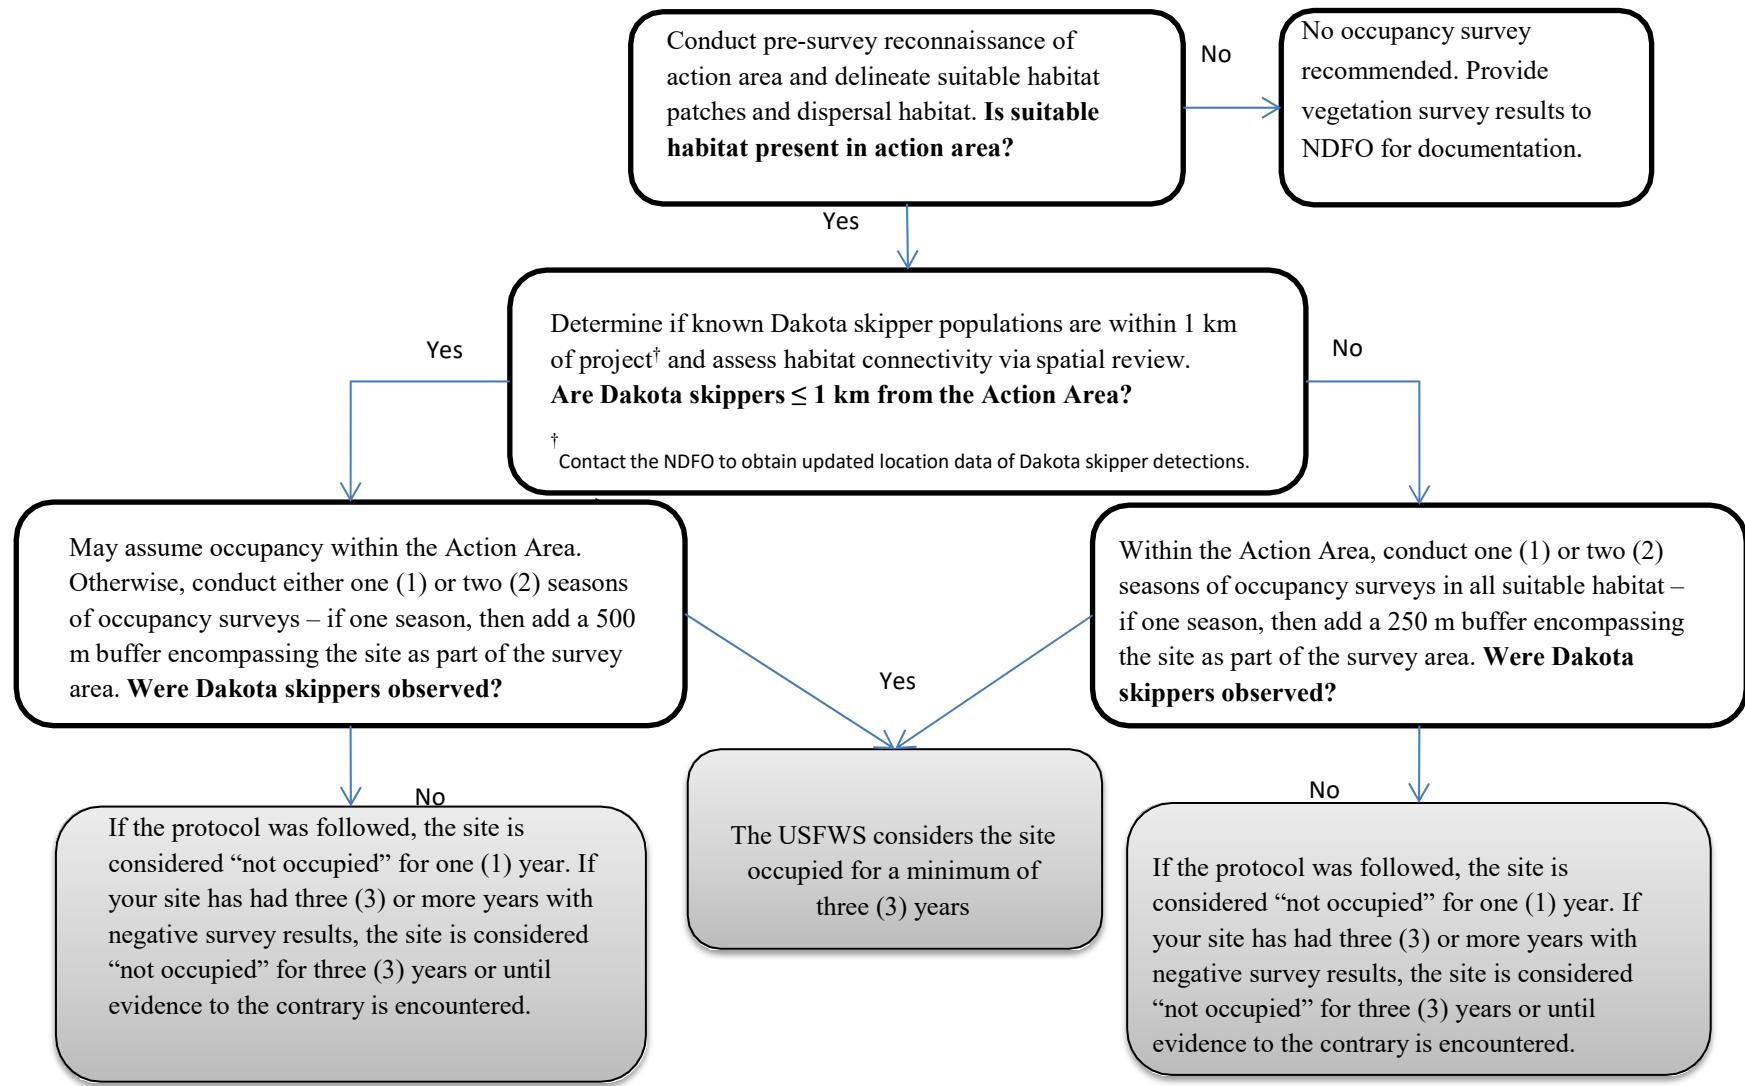 Conduct pre-survey reconnaissance of
action area and delineate suitable habitat
patches and dispersal habitat. Is suitable
habitat present in action area?
No
No occupancy survey
recommended. Provide
vegetation survey results to
NDFO for documentation.
Yes
Determine if known Dakota skipper populations are within 1 km
of project† and assess habitat connectivity via spatial review.
Are Dakota skippers ≤ 1 km from the Action Area?
†Contact the NDFO to obtain updated location data of Dakota skipper detections.
Yes
No
May assume occupancy within the Action Area.
Otherwise, conduct either one (1) or two (2) seasons
of occupancy surveys – if one season, then add a 500
m buffer encompassing the site as part of the survey
area. Were Dakota skippers observed?
Within the Action Area, conduct one (1) or two (2)
seasons of occupancy surveys in all suitable habitat –
if one season, then add a 250 m buffer encompassing
the site as part of the survey area. Were Dakota
skippers observed?
Yes
No
If the protocol was followed, the site is
considered “not occupied” for one (1) year. If
your site has had three (3) or more years with
negative survey results, the site is considered
“not occupied” for three (3) years or until
evidence to the contrary is encountered.
The USFWS considers the site
occupied for a minimum of
three (3) years
No
If the protocol was followed, the site is
considered “not occupied” for one (1) year. If
your site has had three (3) or more years with
negative survey results, the site is considered
“not occupied” for three (3) years or until
evidence to the contrary is encountered.